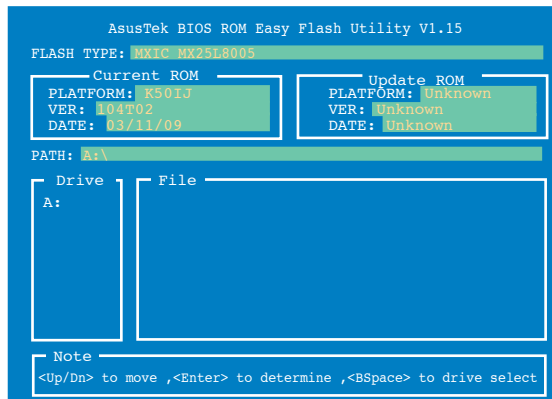 AsusTek BIOS ROM Easy Flash Utility V1.15
FLASH TYPE: MXIC MX25L8005
Current ROM
PLATFORM: K50IJ
VER: 104T02
DATE: 03/11/09
Update ROM
PLATFORM: Unknown
VER: Unknown
DATE: Unknown
PATH: A:\
Drive
A:
File
Note
<Up/Dn> to move ,<Enter> to determine ,<BSpace> to drive select